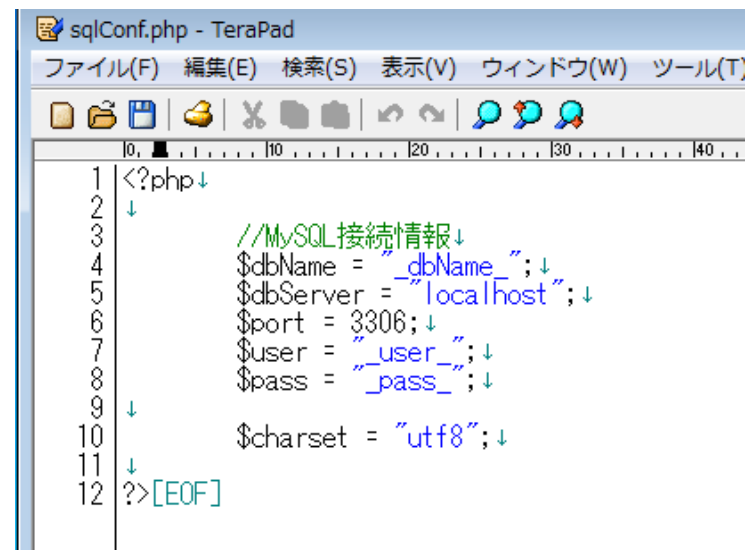 sqlConf.php - TeraPad
ファイル(F) 編集(E) 検索(S) 表示(V) ウィンドウ(W) ツール(T)
0 10 20 30 40
1 <?php↓
2 ↓
3 //MySQL接続情報↓
4 $dbName = "_dbName_";↓
5 $dbServer = "localhost";↓
6 $port = 3306;↓
7 $user = "_user_";↓
8 $pass = "_pass_";↓
9 ↓
10 $charset = "utf8";↓
11 ↓
12 ?>[EOF]